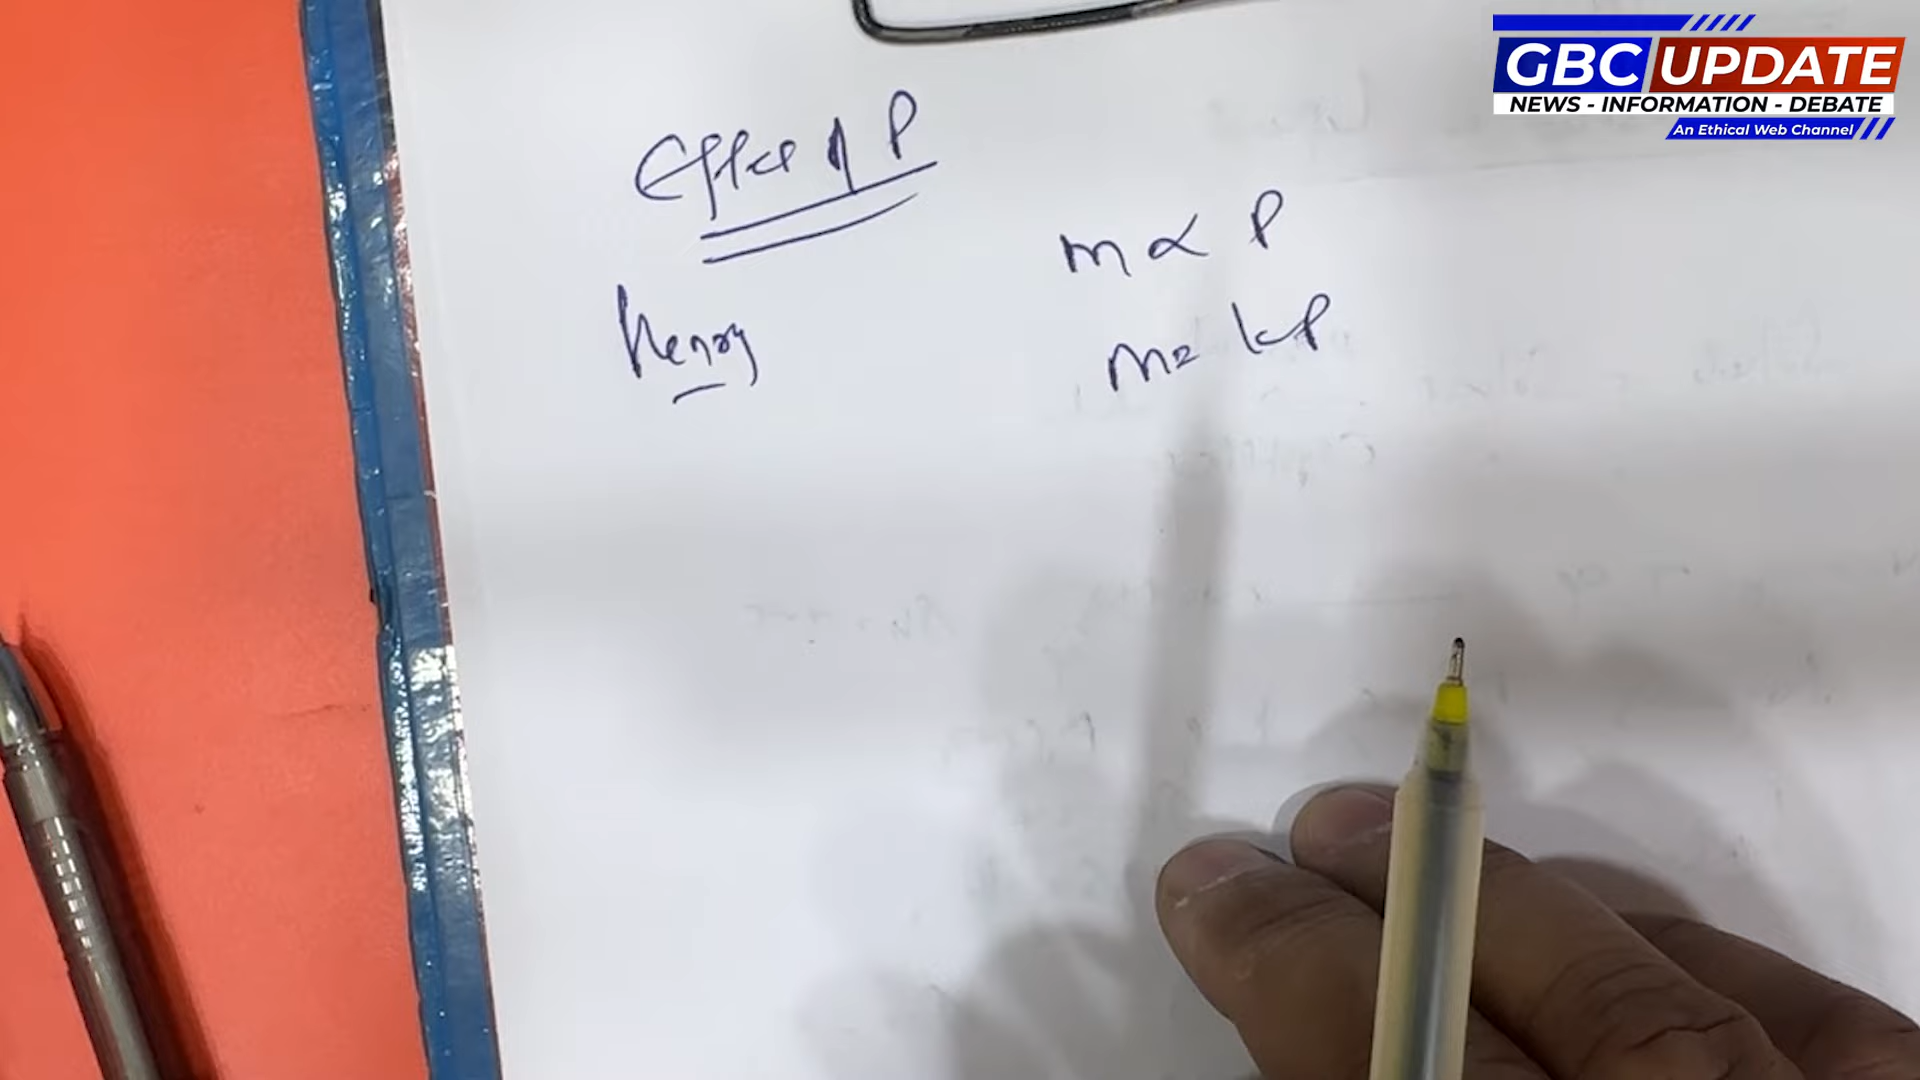 GBC UPDATE
NEWS - INFORMATION - DEBATE
An Ethical Web Channel
Effect of P
m ∝ P
Henry
m = kP